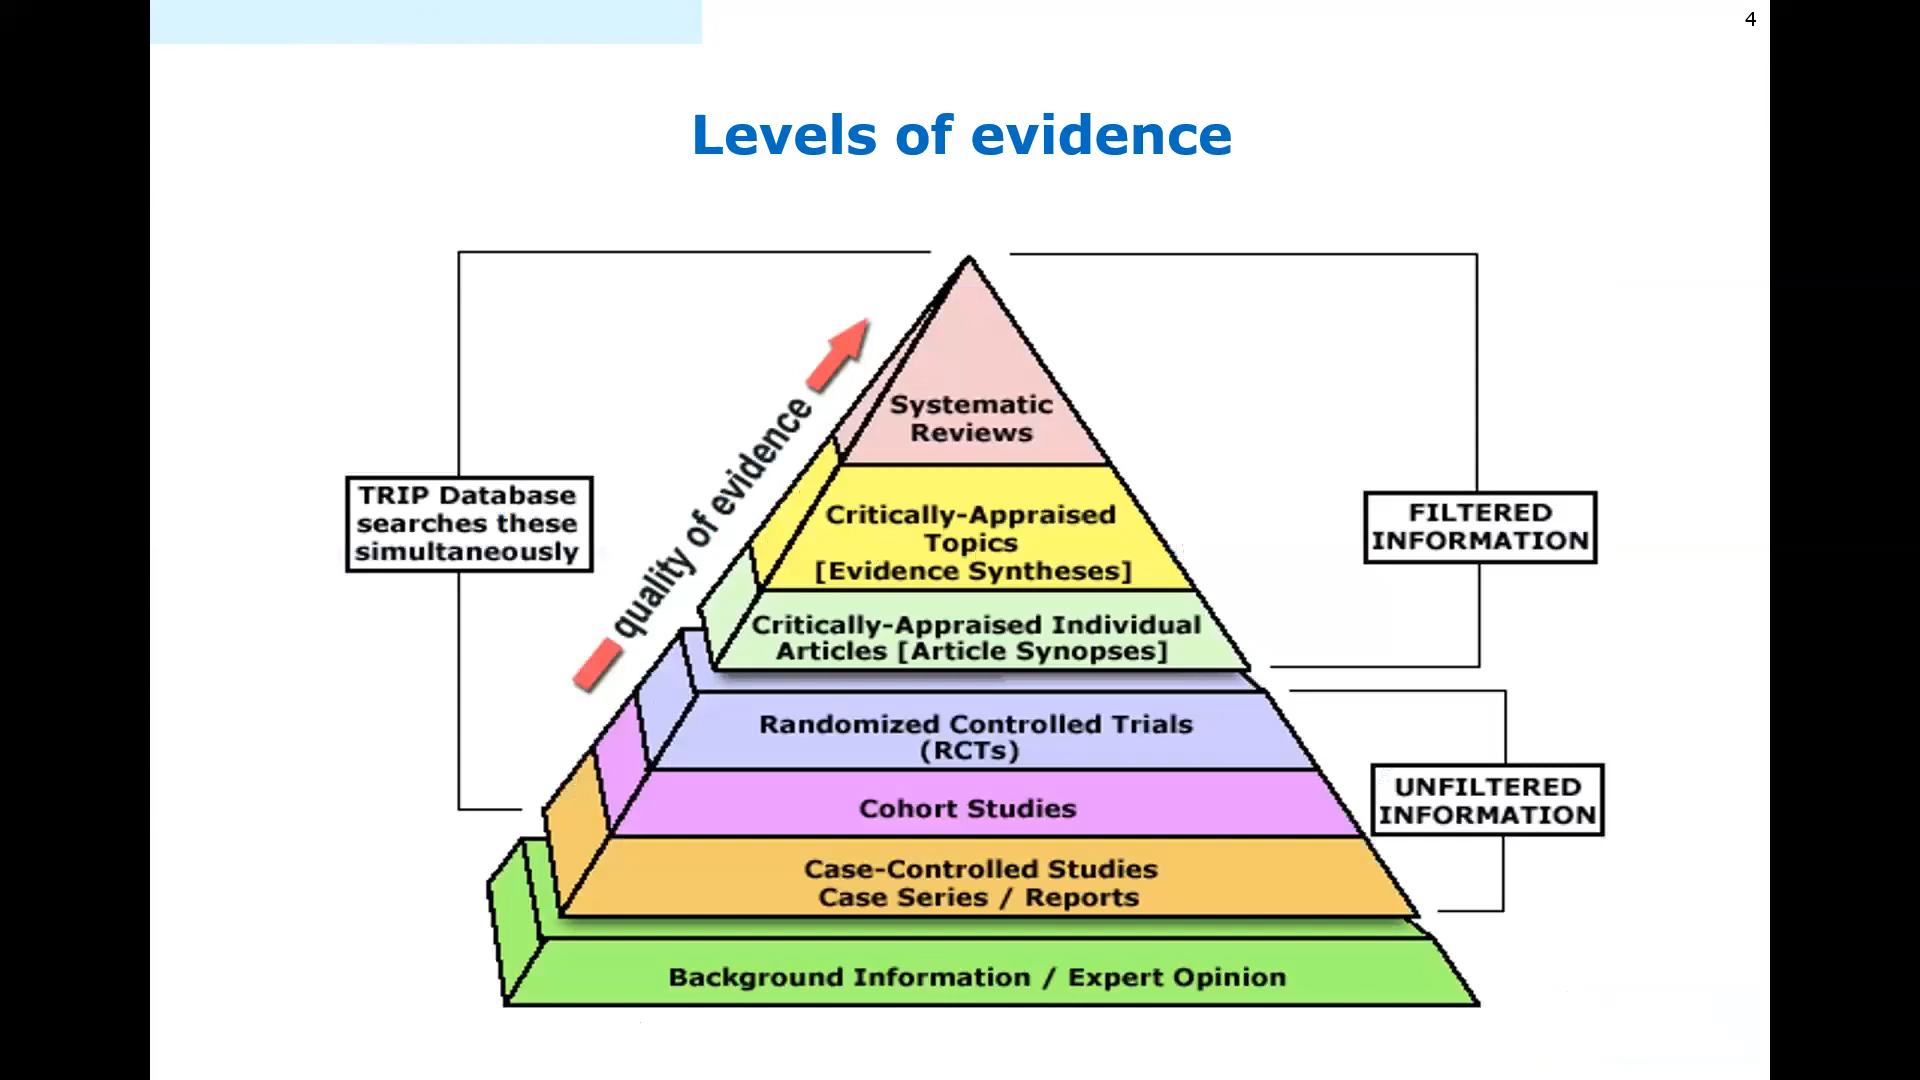 4
Levels of evidence
quality of evidence
Systematic
Reviews
TRIP Database
searches these
simultaneously
FILTERED
INFORMATION
Critically-Appraised
Topics
[Evidence Syntheses]
Critically-Appraised Individual
Articles [Article Synopses]
Randomized Controlled Trials
(RCTs)
UNFILTERED
INFORMATION
Cohort Studies
Case-Controlled Studies
Case Series / Reports
Background Information / Expert Opinion